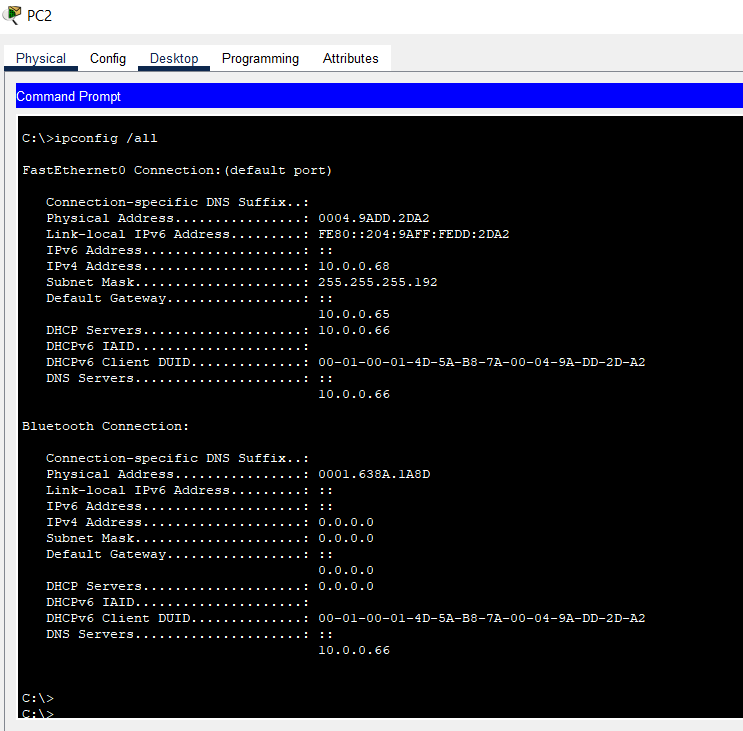 PC2
Physical Config Desktop Programming Attributes
Command Prompt
C:\>ipconfig /all
FastEthernet0 Connection:(default port)
Connection-specific DNS Suffix..:
Physical Address................: 0004.9ADD.2DA2
Link-local IPv6 Address.........: FE80::204:9AFF:FEDD:2DA2
IPv6 Address....................: ::
IPv4 Address....................: 10.0.0.68
Subnet Mask.....................: 255.255.255.192
Default Gateway.................: ::
10.0.0.65
DHCP Servers....................: 10.0.0.66
DHCPv6 IAID.....................:
DHCPv6 Client DUID..............: 00-01-00-01-4D-5A-B8-7A-00-04-9A-DD-2D-A2
DNS Servers.....................: ::
10.0.0.66
Bluetooth Connection:
Connection-specific DNS Suffix..:
Physical Address................: 0001.638A.1A8D
Link-local IPv6 Address.........: ::
IPv6 Address....................: ::
IPv4 Address....................: 0.0.0.0
Subnet Mask.....................: 0.0.0.0
Default Gateway.................: ::
0.0.0.0
DHCP Servers....................: 0.0.0.0
DHCPv6 IAID.....................:
DHCPv6 Client DUID..............: 00-01-00-01-4D-5A-B8-7A-00-04-9A-DD-2D-A2
DNS Servers.....................: ::
10.0.0.66
C:\>
C:\>